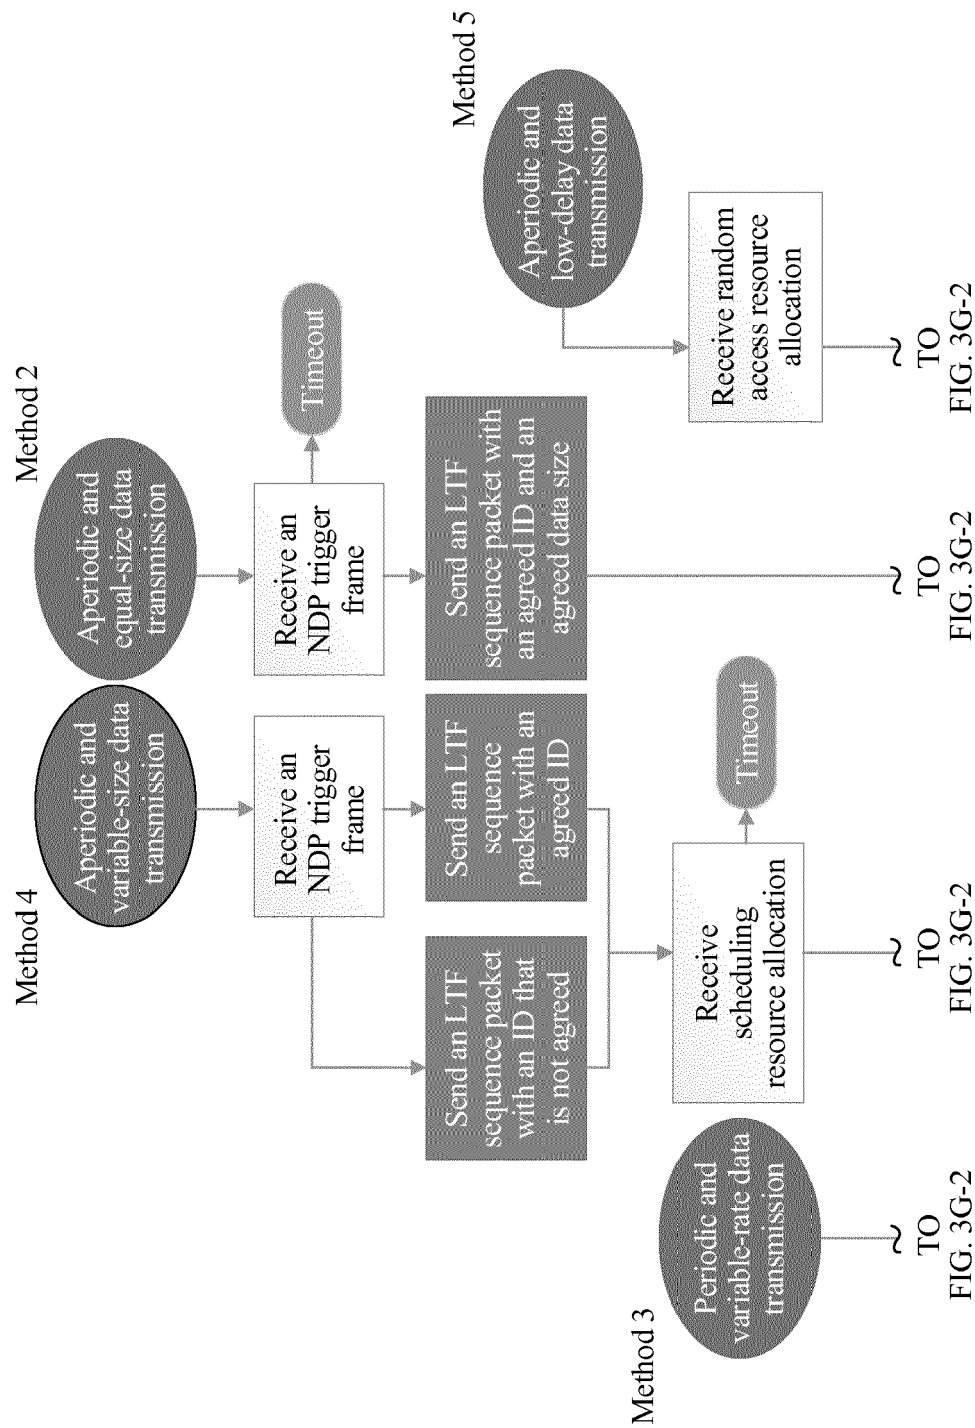 Method 4
Aperiodic and
variable-size data
transmission
Method 2
Aperiodic and
equal-size data
transmission
Receive an
NDP trigger
frame
Receive an
NDP trigger
frame
Timeout
Send an LTF
sequence packet
with an ID that
is not agreed
Send an LTF
sequence
packet with an
agreed ID
Send an LTF
sequence packet with
an agreed ID and an
agreed data size
Method 5
Aperiodic and
low-delay data
transmission
Method 3
Periodic and
variable-rate data
transmission
Receive
scheduling
resource allocation
Timeout
Receive random
access resource
allocation
TO
FIG. 3G-2
TO
FIG. 3G-2
TO
FIG. 3G-2
TO
FIG. 3G-2